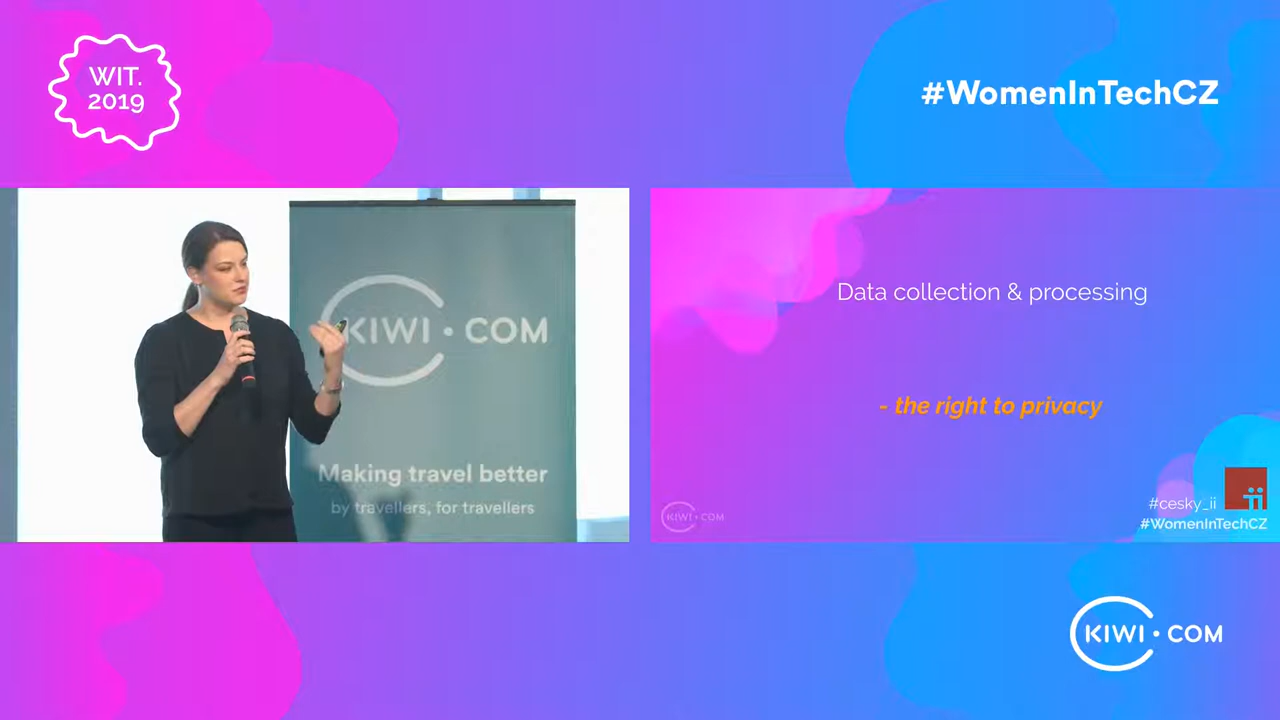 WIT.
2019
#WomenInTechCZ
KIWI.COM
Making travel better
by travellers, for travellers
Data collection & processing
- the right to privacy
KIWI.COM
#cesky_ii
ii
#WomenInTechCZ
KIWI.COM